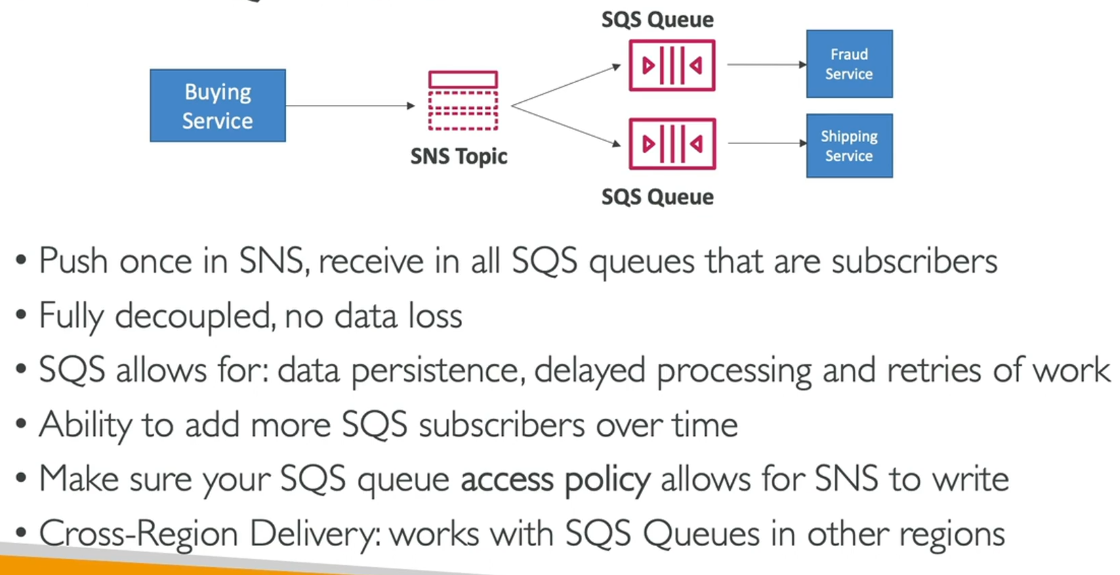 SQS Queue
Buying
Service
SNS Topic
Fraud
Service
Shipping
Service
SQS Queue
• Push once in SNS, receive in all SQS queues that are subscribers
• Fully decoupled, no data loss
• SQS allows for: data persistence, delayed processing and retries of work
• Ability to add more SQS subscribers over time
• Make sure your SQS queue access policy allows for SNS to write
• Cross-Region Delivery: works with SQS Queues in other regions